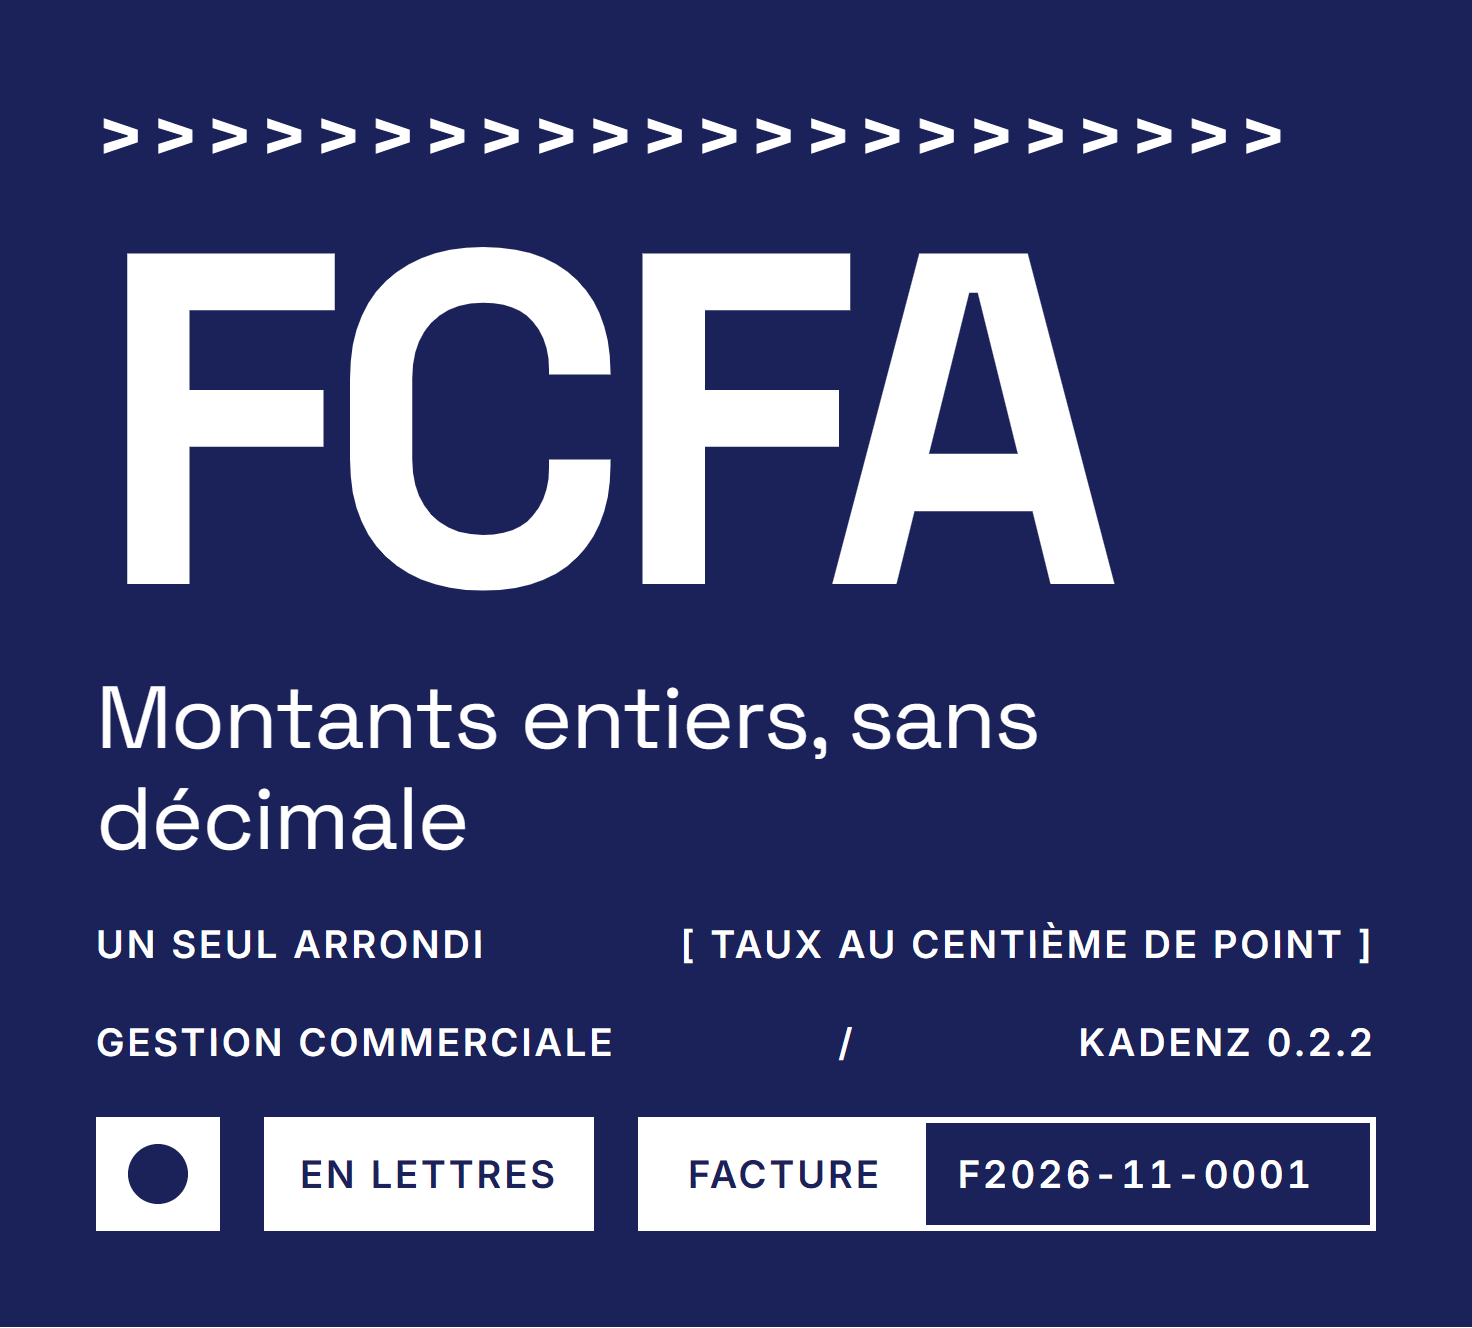 > > > > > > > > > > > > > > > > > > > > > >
FCFA
Montants entiers, sans
décimale
UN SEUL ARRONDI [ TAUX AU CENTIÈME DE POINT ]
GESTION COMMERCIALE / KADENZ 0.2.2
EN LETTRES FACTURE F2026-11-0001